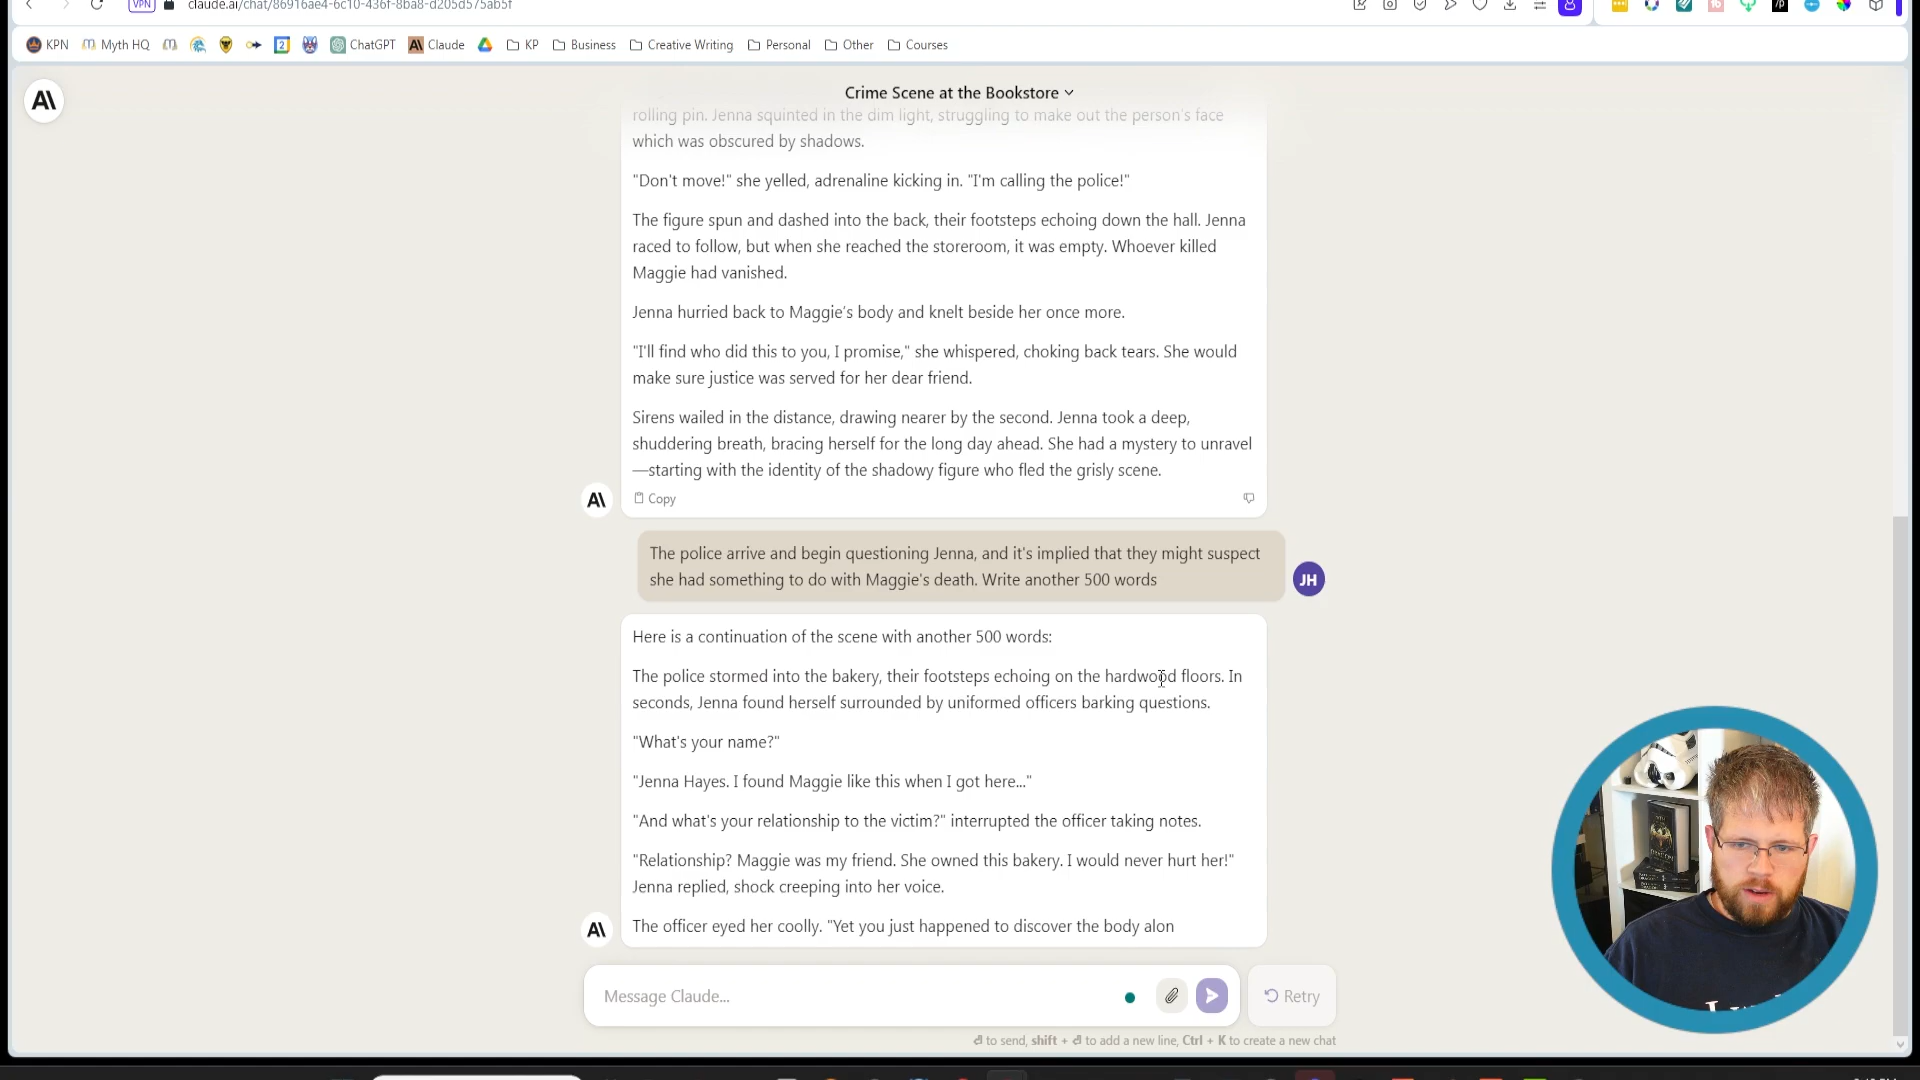 VPN
claude.ai/chat/86916ae4-6c10-436f-8ba8-d205d575ab5f
KPN
Myth HQ
2
ChatGPT
Claude
KP
Business
Creative Writing
Personal
Other
Courses
Crime Scene at the Bookstore
rolling pin. Jenna squinted in the dim light, struggling to make out the person's face
which was obscured by shadows.
"Don't move!" she yelled, adrenaline kicking in. "I'm calling the police!"
The figure spun and dashed into the back, their footsteps echoing down the hall. Jenna
raced to follow, but when she reached the storeroom, it was empty. Whoever killed
Maggie had vanished.
Jenna hurried back to Maggie's body and knelt beside her once more.
"I'll find who did this to you, I promise," she whispered, choking back tears. She would
make sure justice was served for her dear friend.
Sirens wailed in the distance, drawing nearer by the second. Jenna took a deep,
shuddering breath, bracing herself for the long day ahead. She had a mystery to unravel
—starting with the identity of the shadowy figure who fled the grisly scene.
Copy
The police arrive and begin questioning Jenna, and it's implied that they might suspect
she had something to do with Maggie's death. Write another 500 words
JH
Here is a continuation of the scene with another 500 words:
The police stormed into the bakery, their footsteps echoing on the hardwood floors. In
seconds, Jenna found herself surrounded by uniformed officers barking questions.
"What's your name?"
"Jenna Hayes. I found Maggie like this when I got here..."
"And what's your relationship to the victim?" interrupted the officer taking notes.
"Relationship? Maggie was my friend. She owned this bakery. I would never hurt her!"
Jenna replied, shock creeping into her voice.
The officer eyed her coolly. "Yet you just happened to discover the body alon
Message Claude...
Retry
⏎ to send, shift + ⏎ to add a new line, Ctrl + K to create a new chat